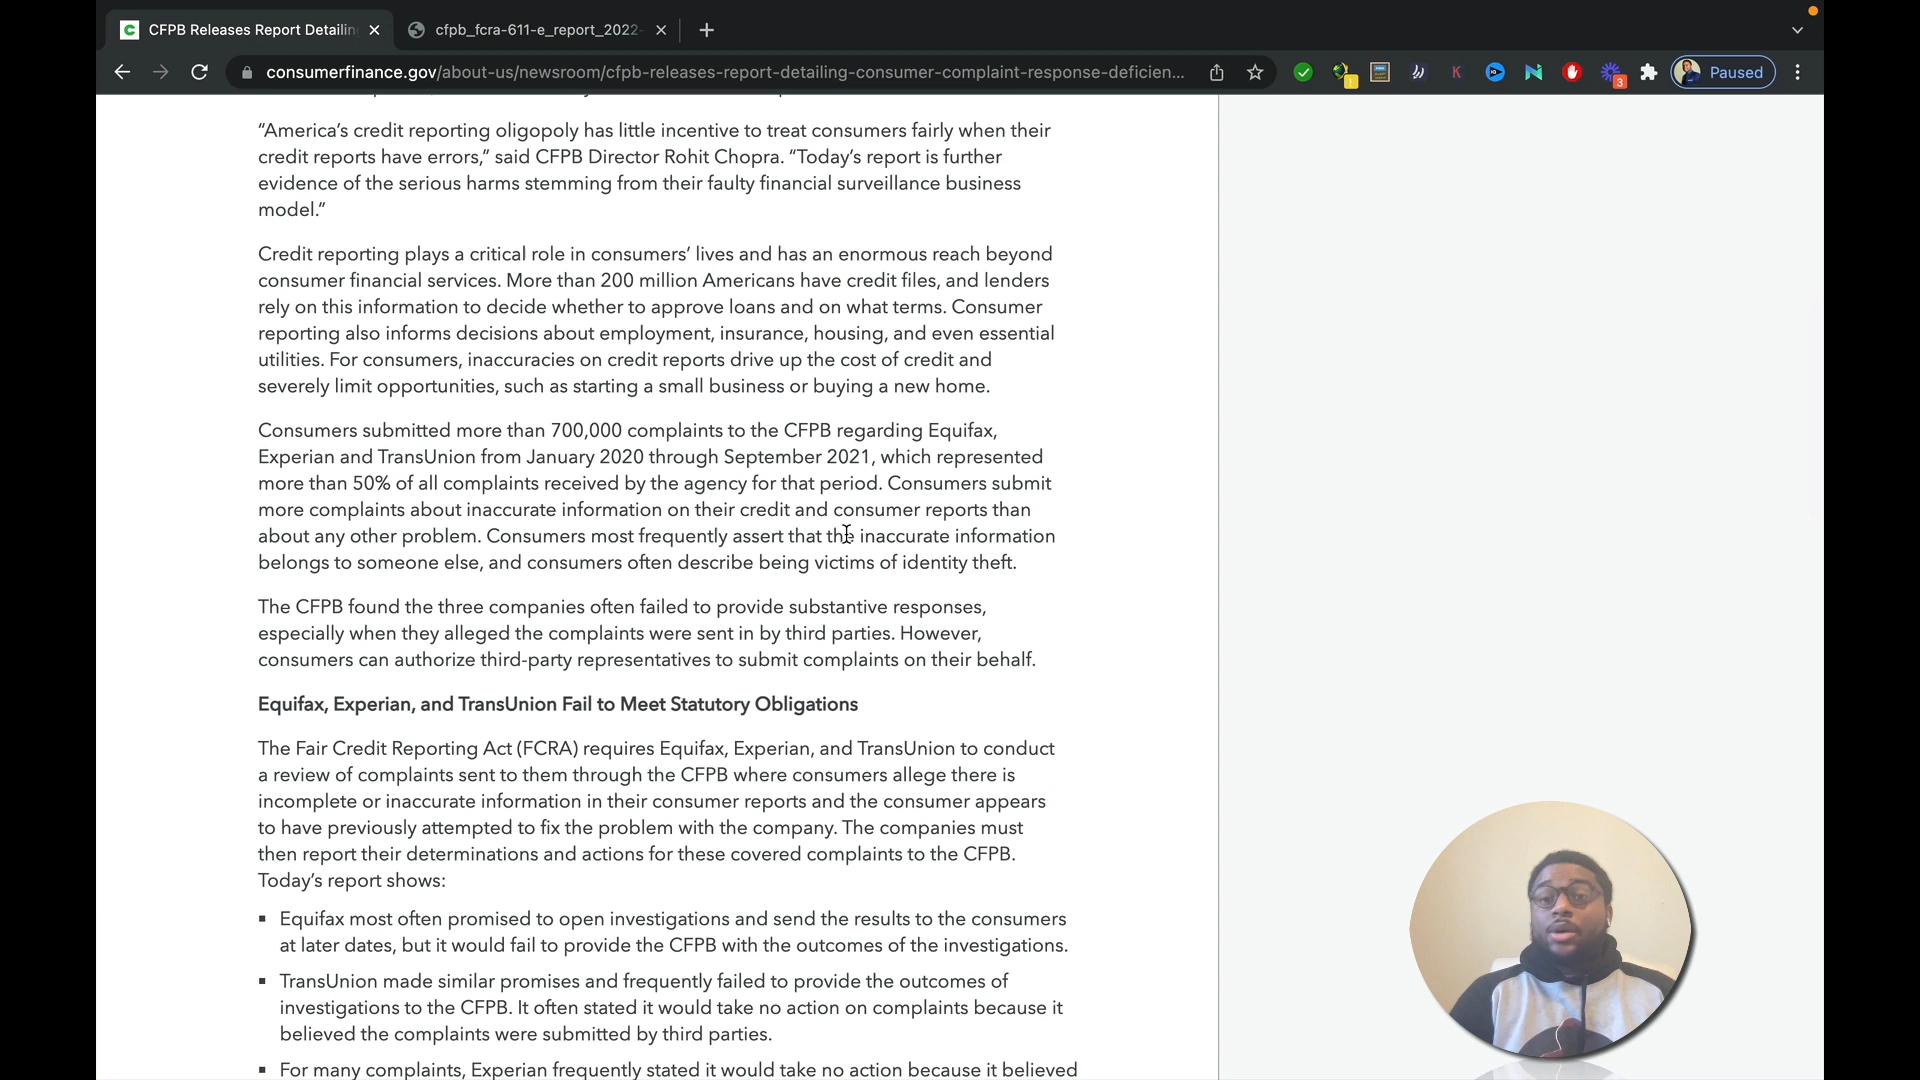 CFPB Releases Report Detailin
cfpb_fcra-611-e_report_2022-
consumerfinance.gov/about-us/newsroom/cfpb-releases-report-detailing-consumer-complaint-response-deficien...
Paused
“America’s credit reporting oligopoly has little incentive to treat consumers fairly when their
credit reports have errors,” said CFPB Director Rohit Chopra. “Today’s report is further
evidence of the serious harms stemming from their faulty financial surveillance business
model.”
Credit reporting plays a critical role in consumers’ lives and has an enormous reach beyond
consumer financial services. More than 200 million Americans have credit files, and lenders
rely on this information to decide whether to approve loans and on what terms. Consumer
reporting also informs decisions about employment, insurance, housing, and even essential
utilities. For consumers, inaccuracies on credit reports drive up the cost of credit and
severely limit opportunities, such as starting a small business or buying a new home.
Consumers submitted more than 700,000 complaints to the CFPB regarding Equifax,
Experian and TransUnion from January 2020 through September 2021, which represented
more than 50% of all complaints received by the agency for that period. Consumers submit
more complaints about inaccurate information on their credit and consumer reports than
about any other problem. Consumers most frequently assert that the inaccurate information
belongs to someone else, and consumers often describe being victims of identity theft.
The CFPB found the three companies often failed to provide substantive responses,
especially when they alleged the complaints were sent in by third parties. However,
consumers can authorize third-party representatives to submit complaints on their behalf.
Equifax, Experian, and TransUnion Fail to Meet Statutory Obligations
The Fair Credit Reporting Act (FCRA) requires Equifax, Experian, and TransUnion to conduct
a review of complaints sent to them through the CFPB where consumers allege there is
incomplete or inaccurate information in their consumer reports and the consumer appears
to have previously attempted to fix the problem with the company. The companies must
then report their determinations and actions for these covered complaints to the CFPB.
Today’s report shows:
▪ Equifax most often promised to open investigations and send the results to the consumers
at later dates, but it would fail to provide the CFPB with the outcomes of the investigations.
▪ TransUnion made similar promises and frequently failed to provide the outcomes of
investigations to the CFPB. It often stated it would take no action on complaints because it
believed the complaints were submitted by third parties.
▪ For many complaints, Experian frequently stated it would take no action because it believed